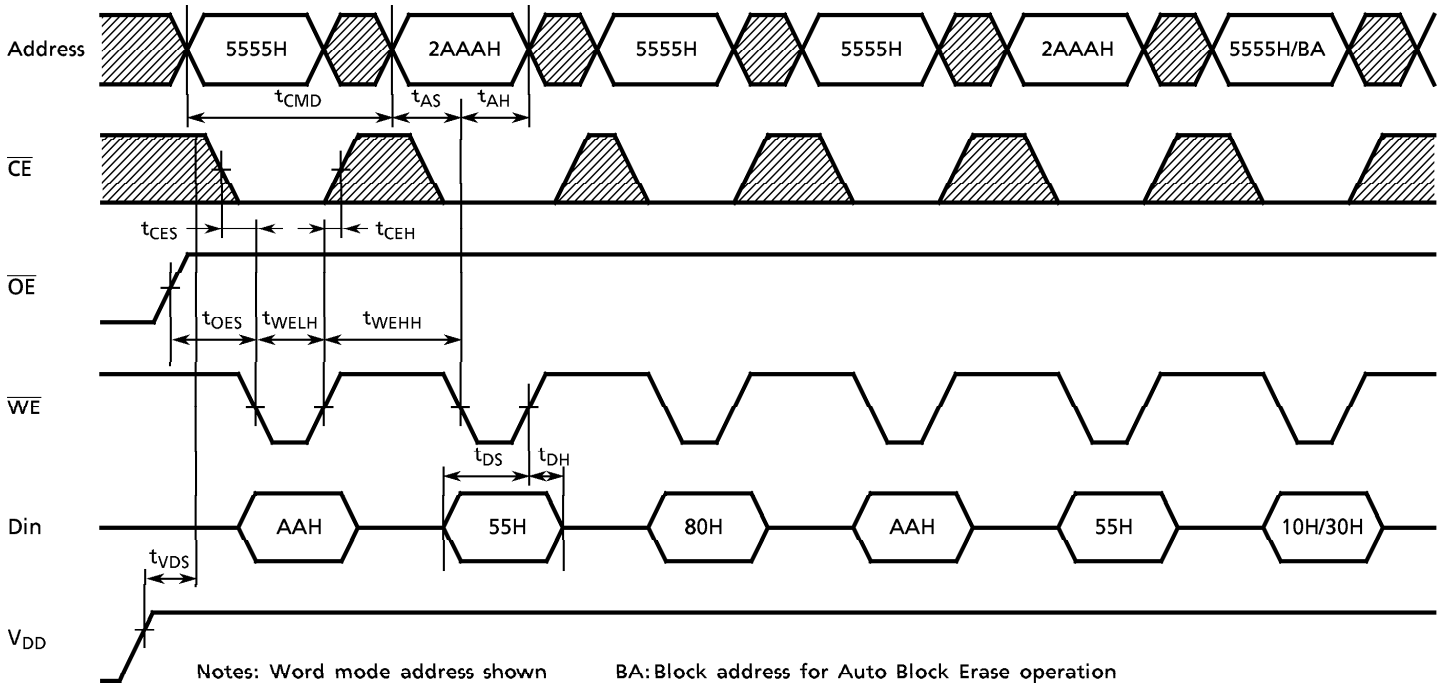 Address 5555H 2AAAH 5555H 5555H 2AAAH 5555H/BA
tCMD tAS tAH
CE
tCES tCEH
OE
tOES tWELH tWEHH
WE
tDS tDH
Din AAH 55H 80H AAH 55H 10H/30H
tVDS
VDD
Notes: Word mode address shown BA: Block address for Auto Block Erase operation